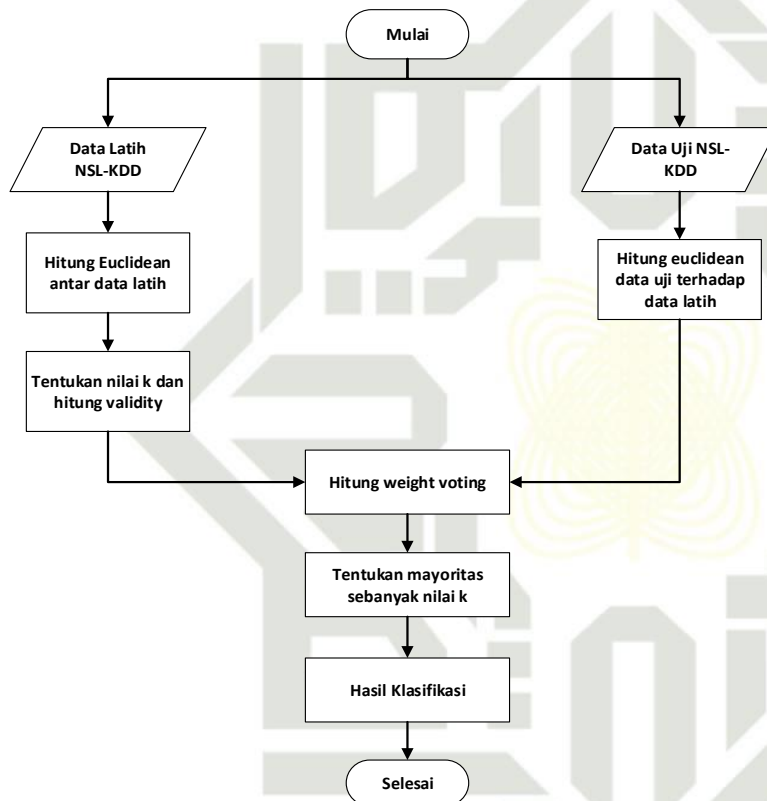 Mulai
Data Latih
NSL-KDD
Data Uji NSL-
KDD
Hitung Euclidean
antar data latih
Hitung euclidean
data uji terhadap
data latih
Tentukan nilai k dan
hitung validity
Hitung weight voting
Tentukan mayoritas
sebanyak nilai k
Hasil Klasifikasi
Selesai